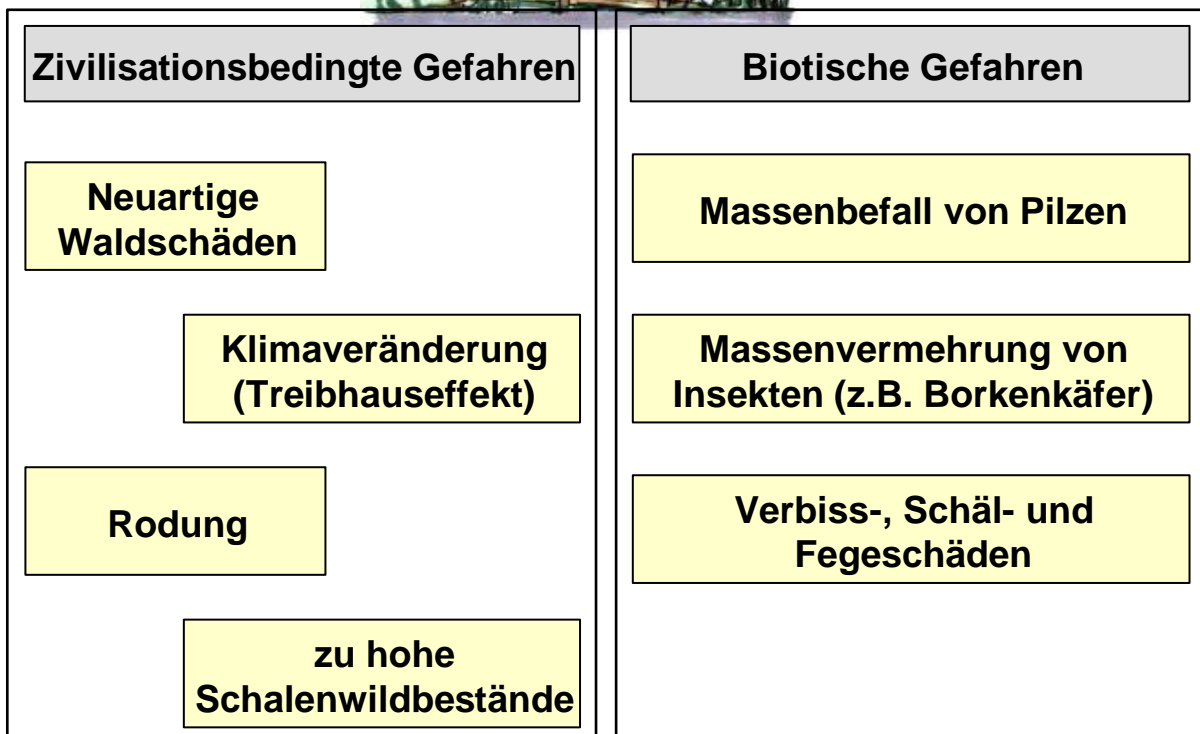 Zivilisationsbedingte Gefahren
Neuartige
Waldschäden
Klimaveränderung
(Treibhauseffekt)
Rodung
zu hohe
Schalenwildbestände
Biotische Gefahren
Massenbefall von Pilzen
Massenvermehrung von
Insekten (z.B. Borkenkäfer)
Verbiss-, Schäl- und
Fegeschäden